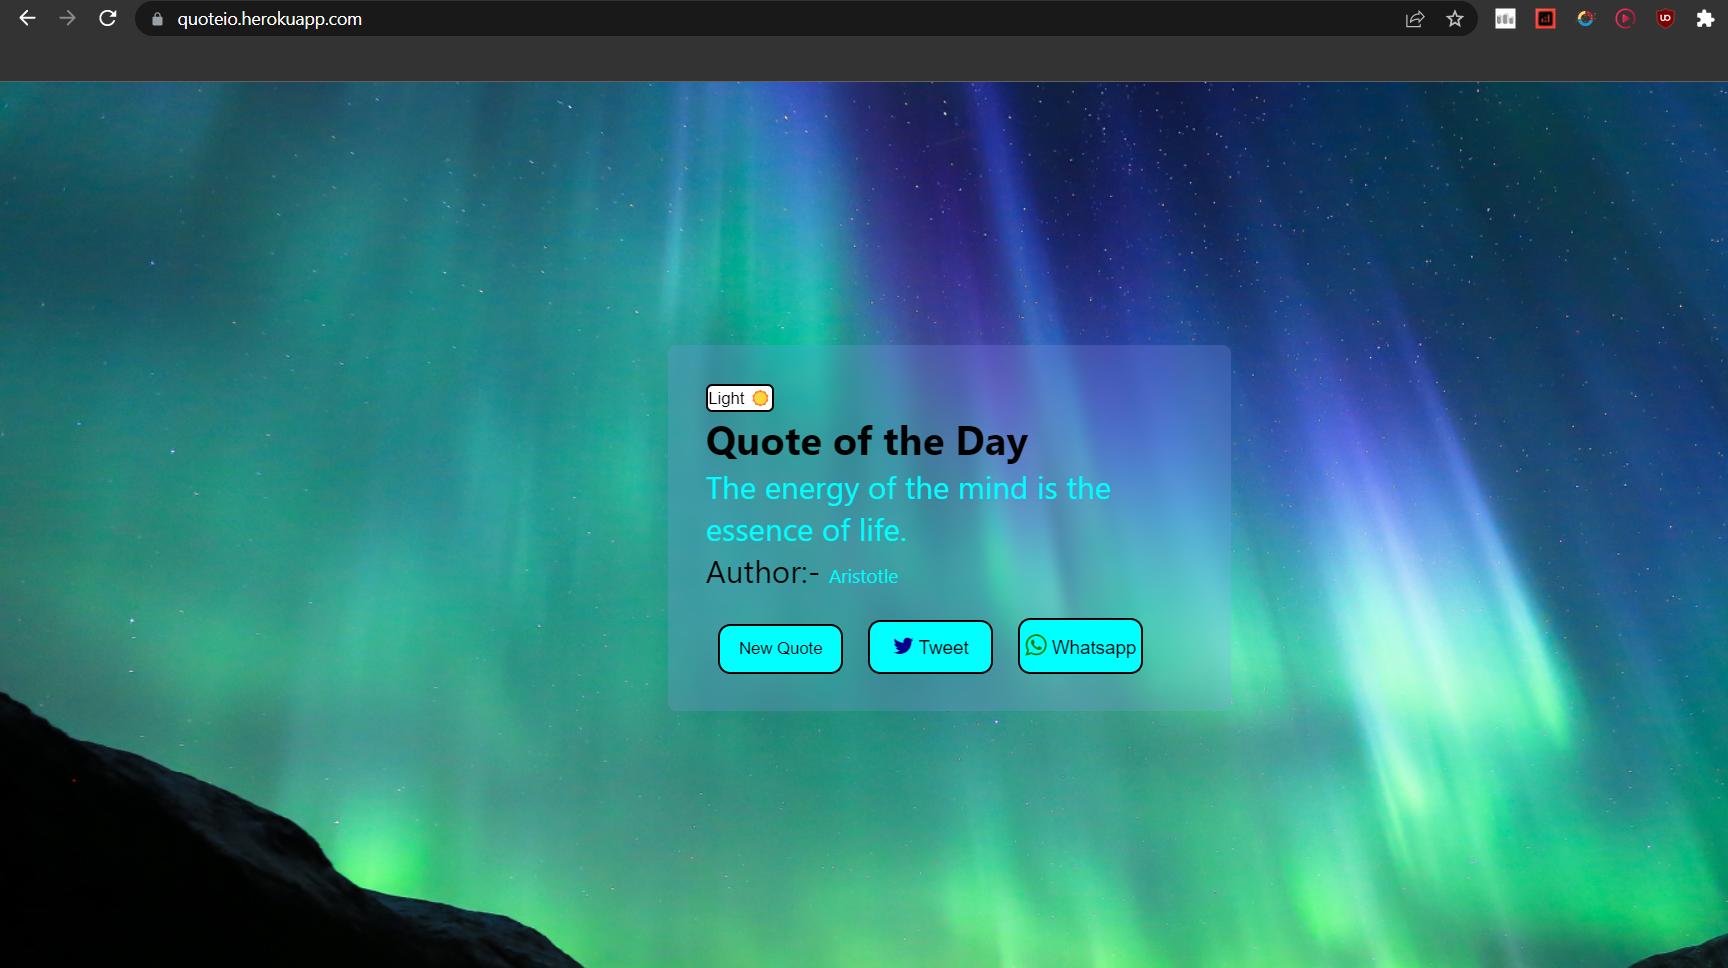 quoteio.herokuapp.com
Light
Quote of the Day
The energy of the mind is the
essence of life.
Author:- Aristotle
New Quote
Tweet
Whatsapp